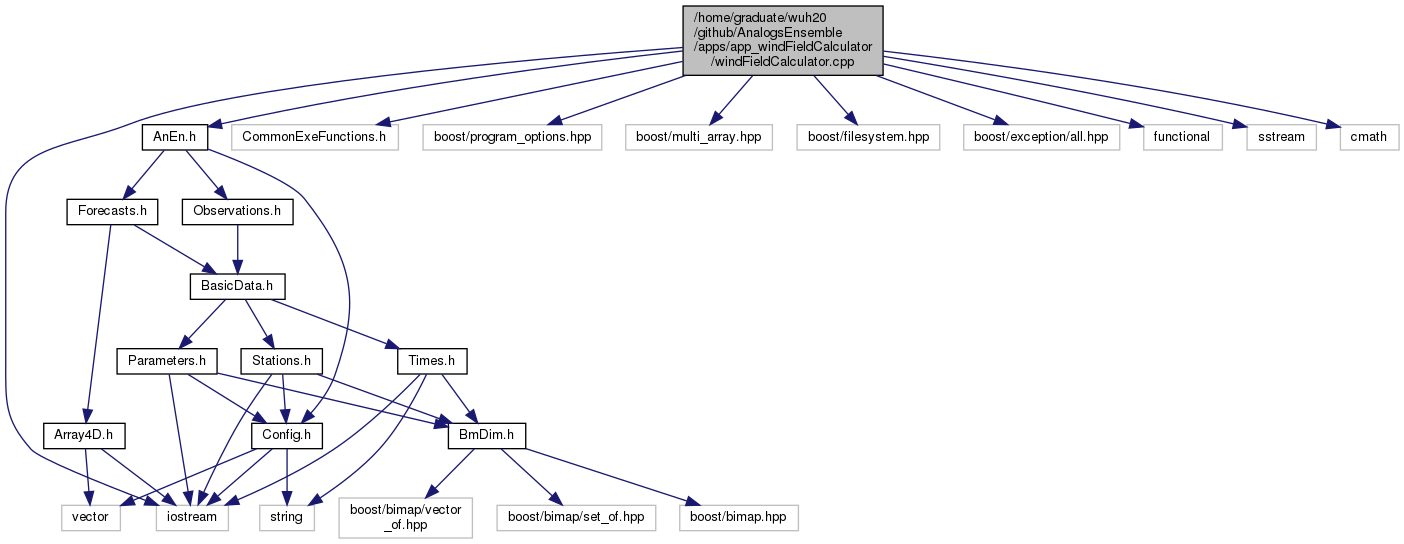 /home/graduate/wuh20
/github/AnalogsEnsemble
/apps/app_windFieldCalculator
/windFieldCalculator.cpp
AnEn.h
CommonExeFunctions.h
boost/program_options.hpp
boost/multi_array.hpp
boost/filesystem.hpp
boost/exception/all.hpp
functional
sstream
cmath
Forecasts.h
Observations.h
BasicData.h
Parameters.h
Stations.h
Times.h
Array4D.h
Config.h
BmDim.h
vector
iostream
string
boost/bimap/vector
_of.hpp
boost/bimap/set_of.hpp
boost/bimap.hpp